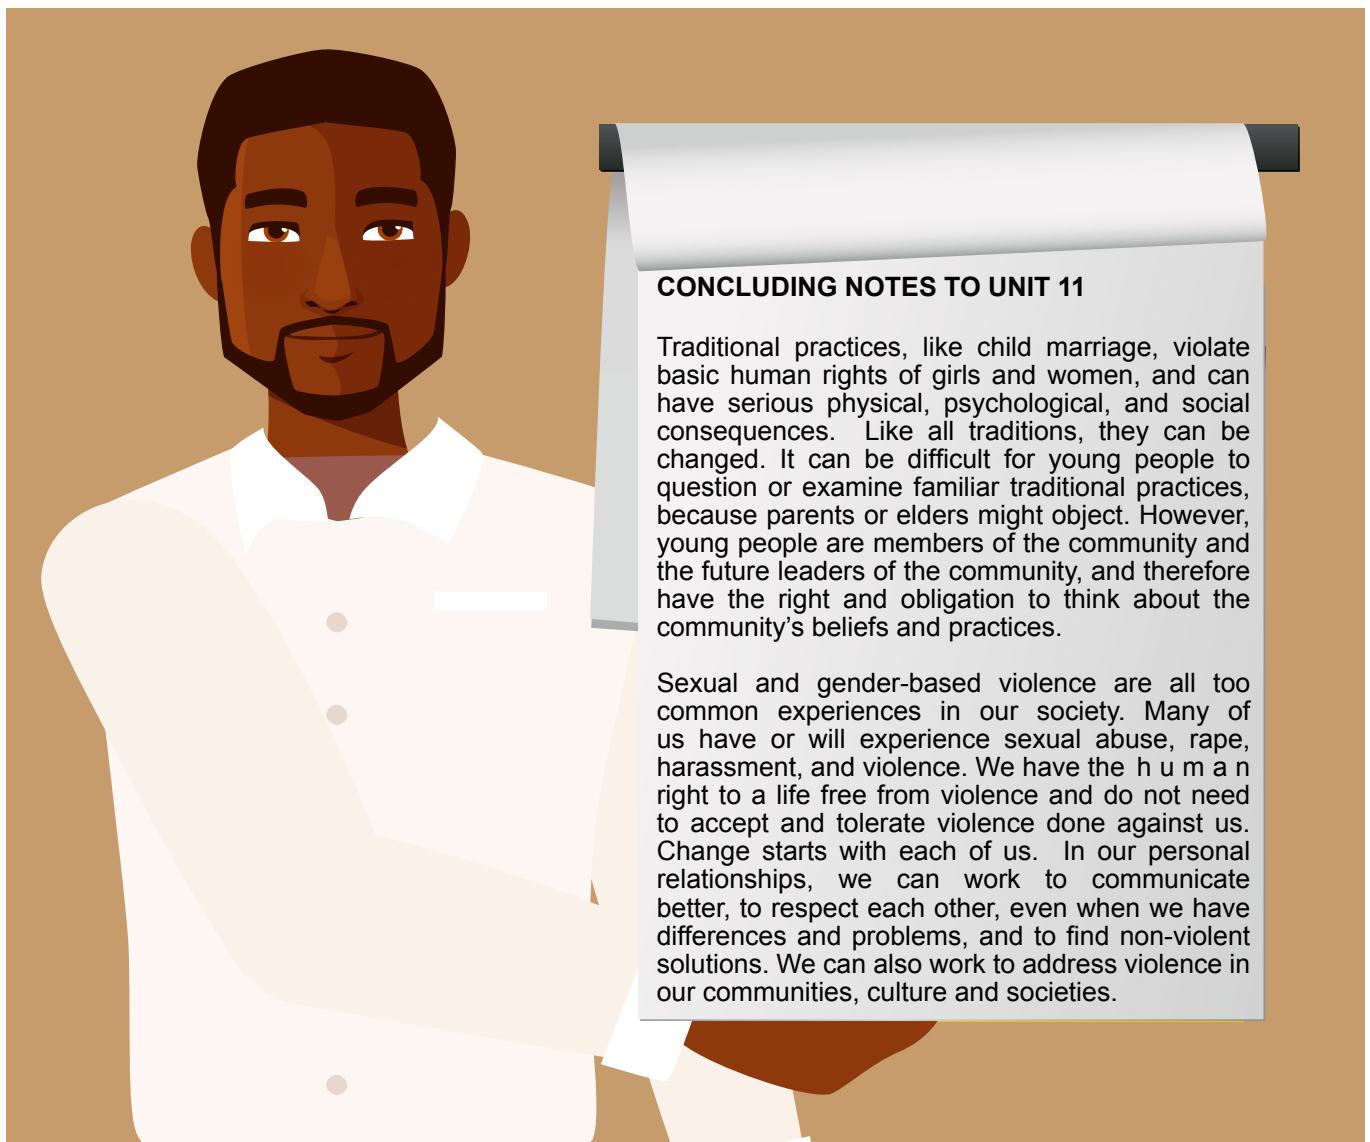 CONCLUDING NOTES TO UNIT 11
Traditional practices, like child marriage, violate
basic human rights of girls and women, and can
have serious physical, psychological, and social
consequences.  Like all traditions, they can be
changed. It can be difficult for young people to
question or examine familiar traditional practices,
because parents or elders might object. However,
young people are members of the community and
the future leaders of the community, and therefore
have the right and obligation to think about the
community’s beliefs and practices.
Sexual and gender-based violence are all too
common experiences in our society. Many of
us have or will experience sexual abuse, rape,
harassment, and violence. We have the h u m a n
right to a life free from violence and do not need
to accept and tolerate violence done against us.
Change starts with each of us.  In our personal
relationships, we can work to communicate
better, to respect each other, even when we have
differences and problems, and to find non-violent
solutions. We can also work to address violence in
our communities, culture and societies.